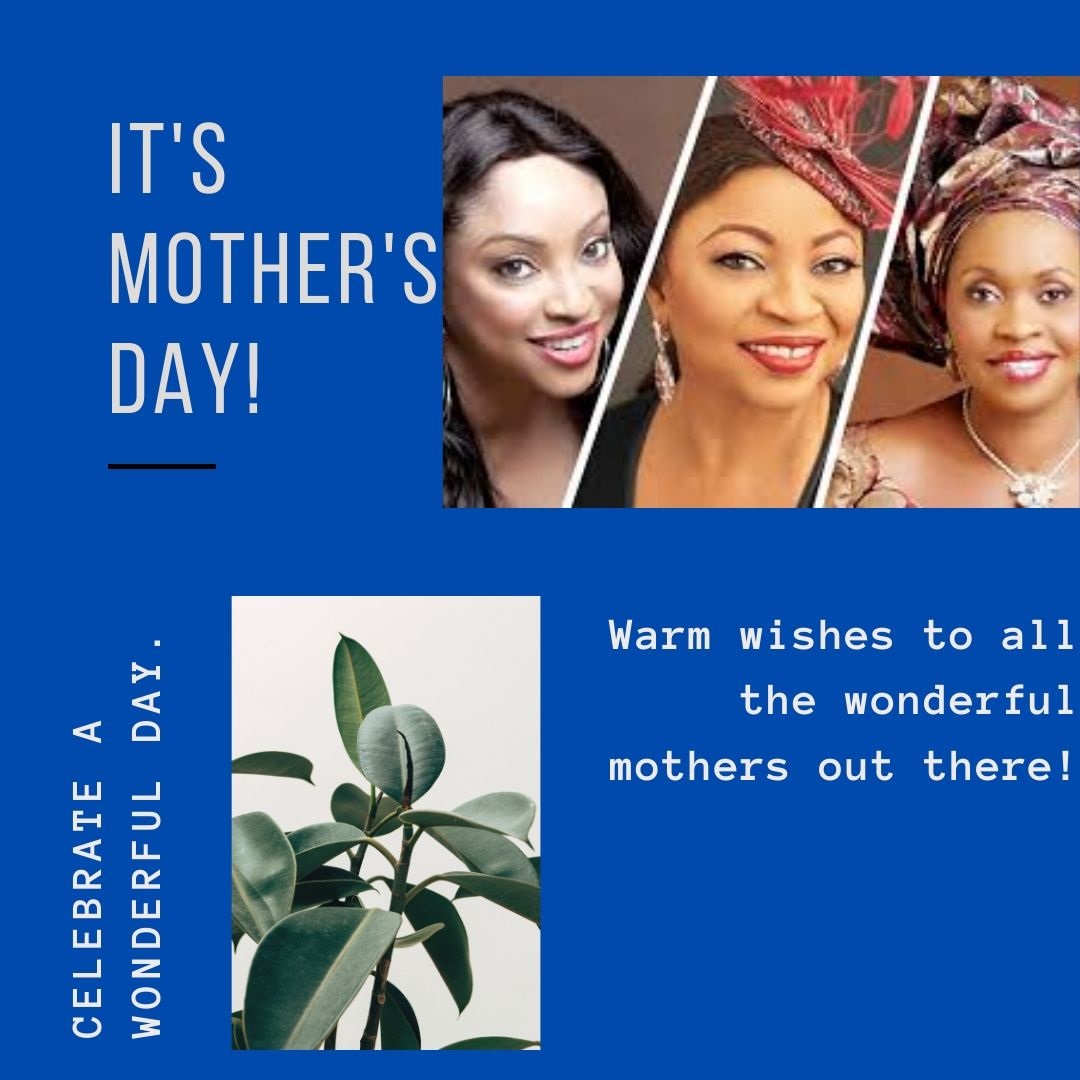 IT'S
MOTHER'S
DAY!
Warm wishes to all
the wonderful
mothers out there!
CELEBRATE A
WONDERFUL DAY.